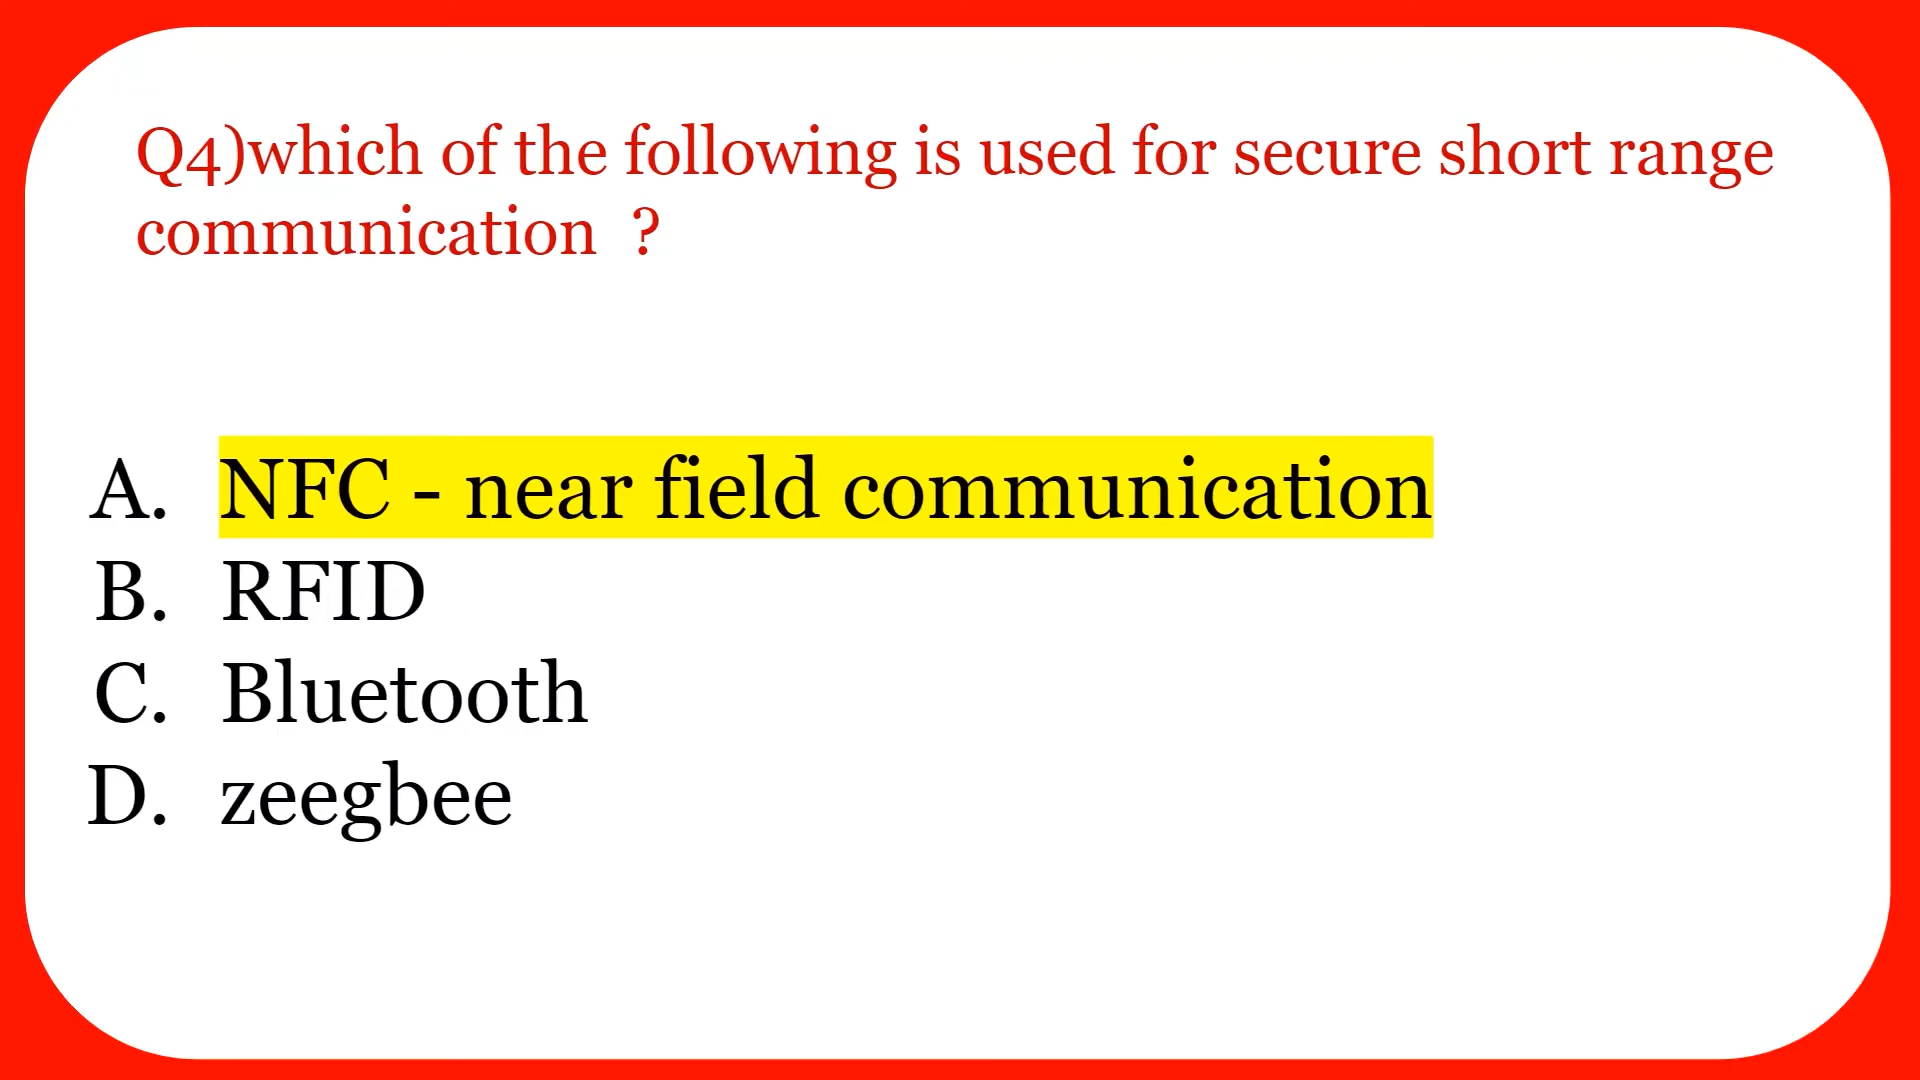 Q4)which of the following is used for secure short range
communication ?
A. NFC - near field communication
B. RFID
C. Bluetooth
D. zeegbee